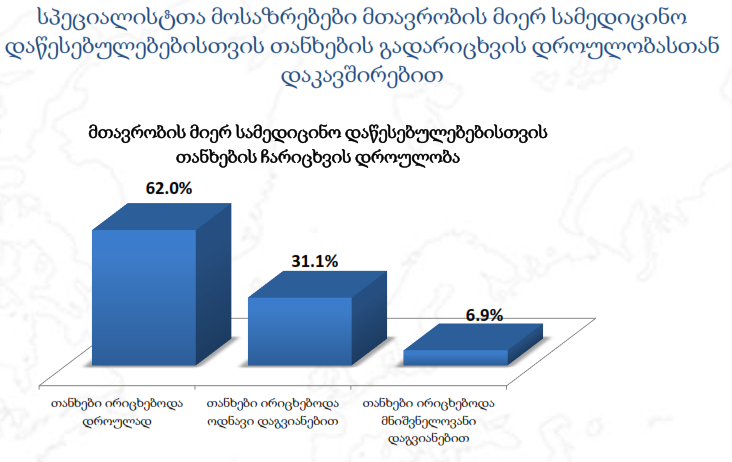 სპეციალისტთა მოსაზრებები მთავრობის მიერ სამედიცინო
დაწესებულებებისთვის თანხების გადარიცხვის დროულობასთან
დაკავშირებით
მთავრობის მიერ სამედიცინო დაწესებულებებისთვის
თანხების ჩარიცხვის დროულობა
62.0%
31.1%
6.9%
თანხები ირიცხებოდა
დროულად
თანხები ირიცხებოდა
ოდნავი დაგვიანებით
თანხები ირიცხებოდა
მნიშვნელოვანი
დაგვიანებით